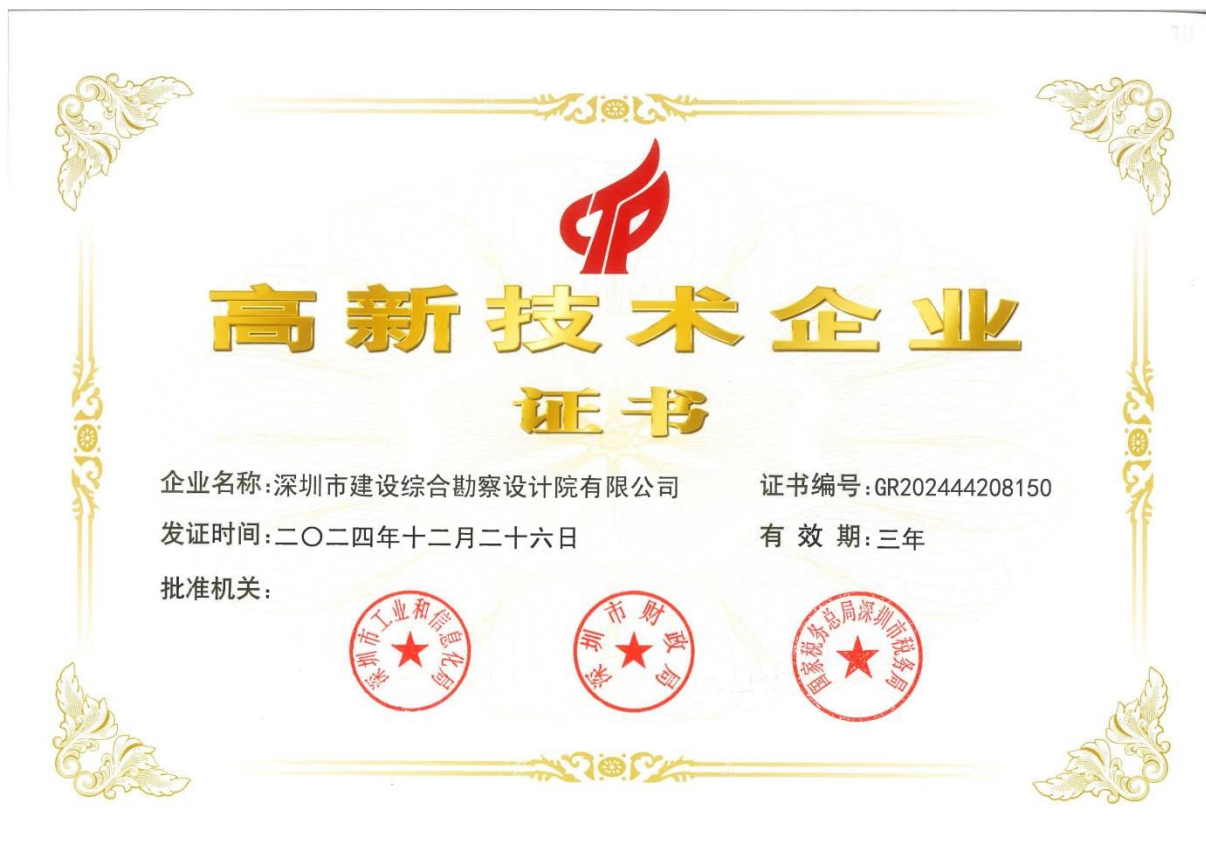 高新技术企业
证书
企业名称:深圳市建设综合勘察设计院有限公司
证书编号:GR202444208150
发证时间:二〇二四年十二月二十六日
有 效 期:三年
批准机关:
深圳市工业和信息化局
深圳市财政局
国家税务总局深圳市税务局